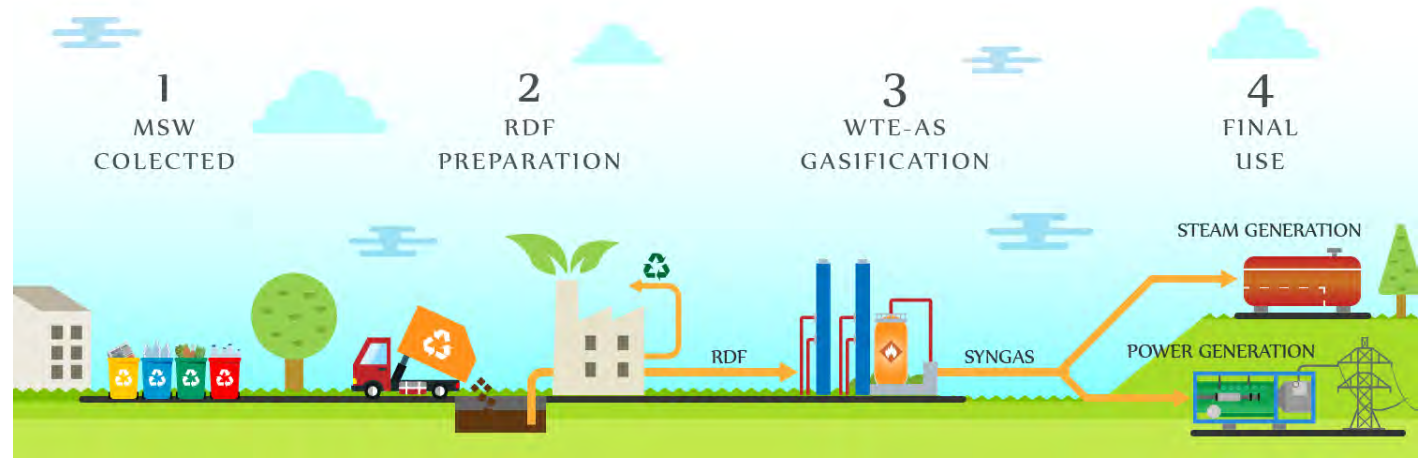 1
MSW
COLECTED
2
RDF
PREPARATION
3
WTE-AS
GASIFICATION
4
FINAL
USE
STEAM GENERATION
POWER GENERATION
RDF
SYNGAS